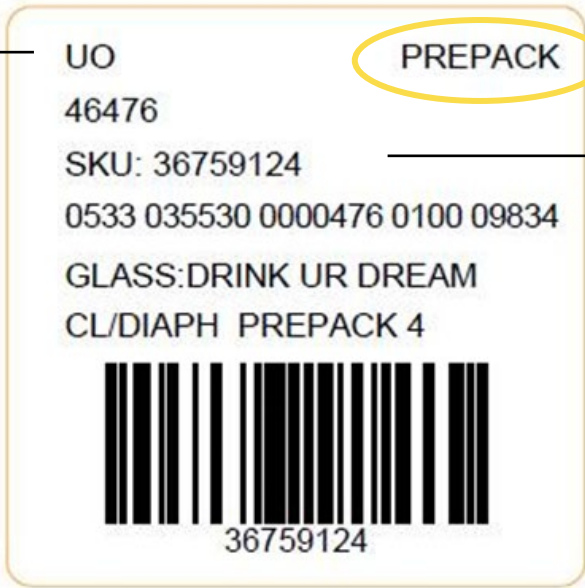 UO PREPACK
46476
SKU: 36759124
0533 035530 0000476 0100 09834
GLASS:DRINK UR DREAM
CL/DIAPH PREPACK 4
36759124